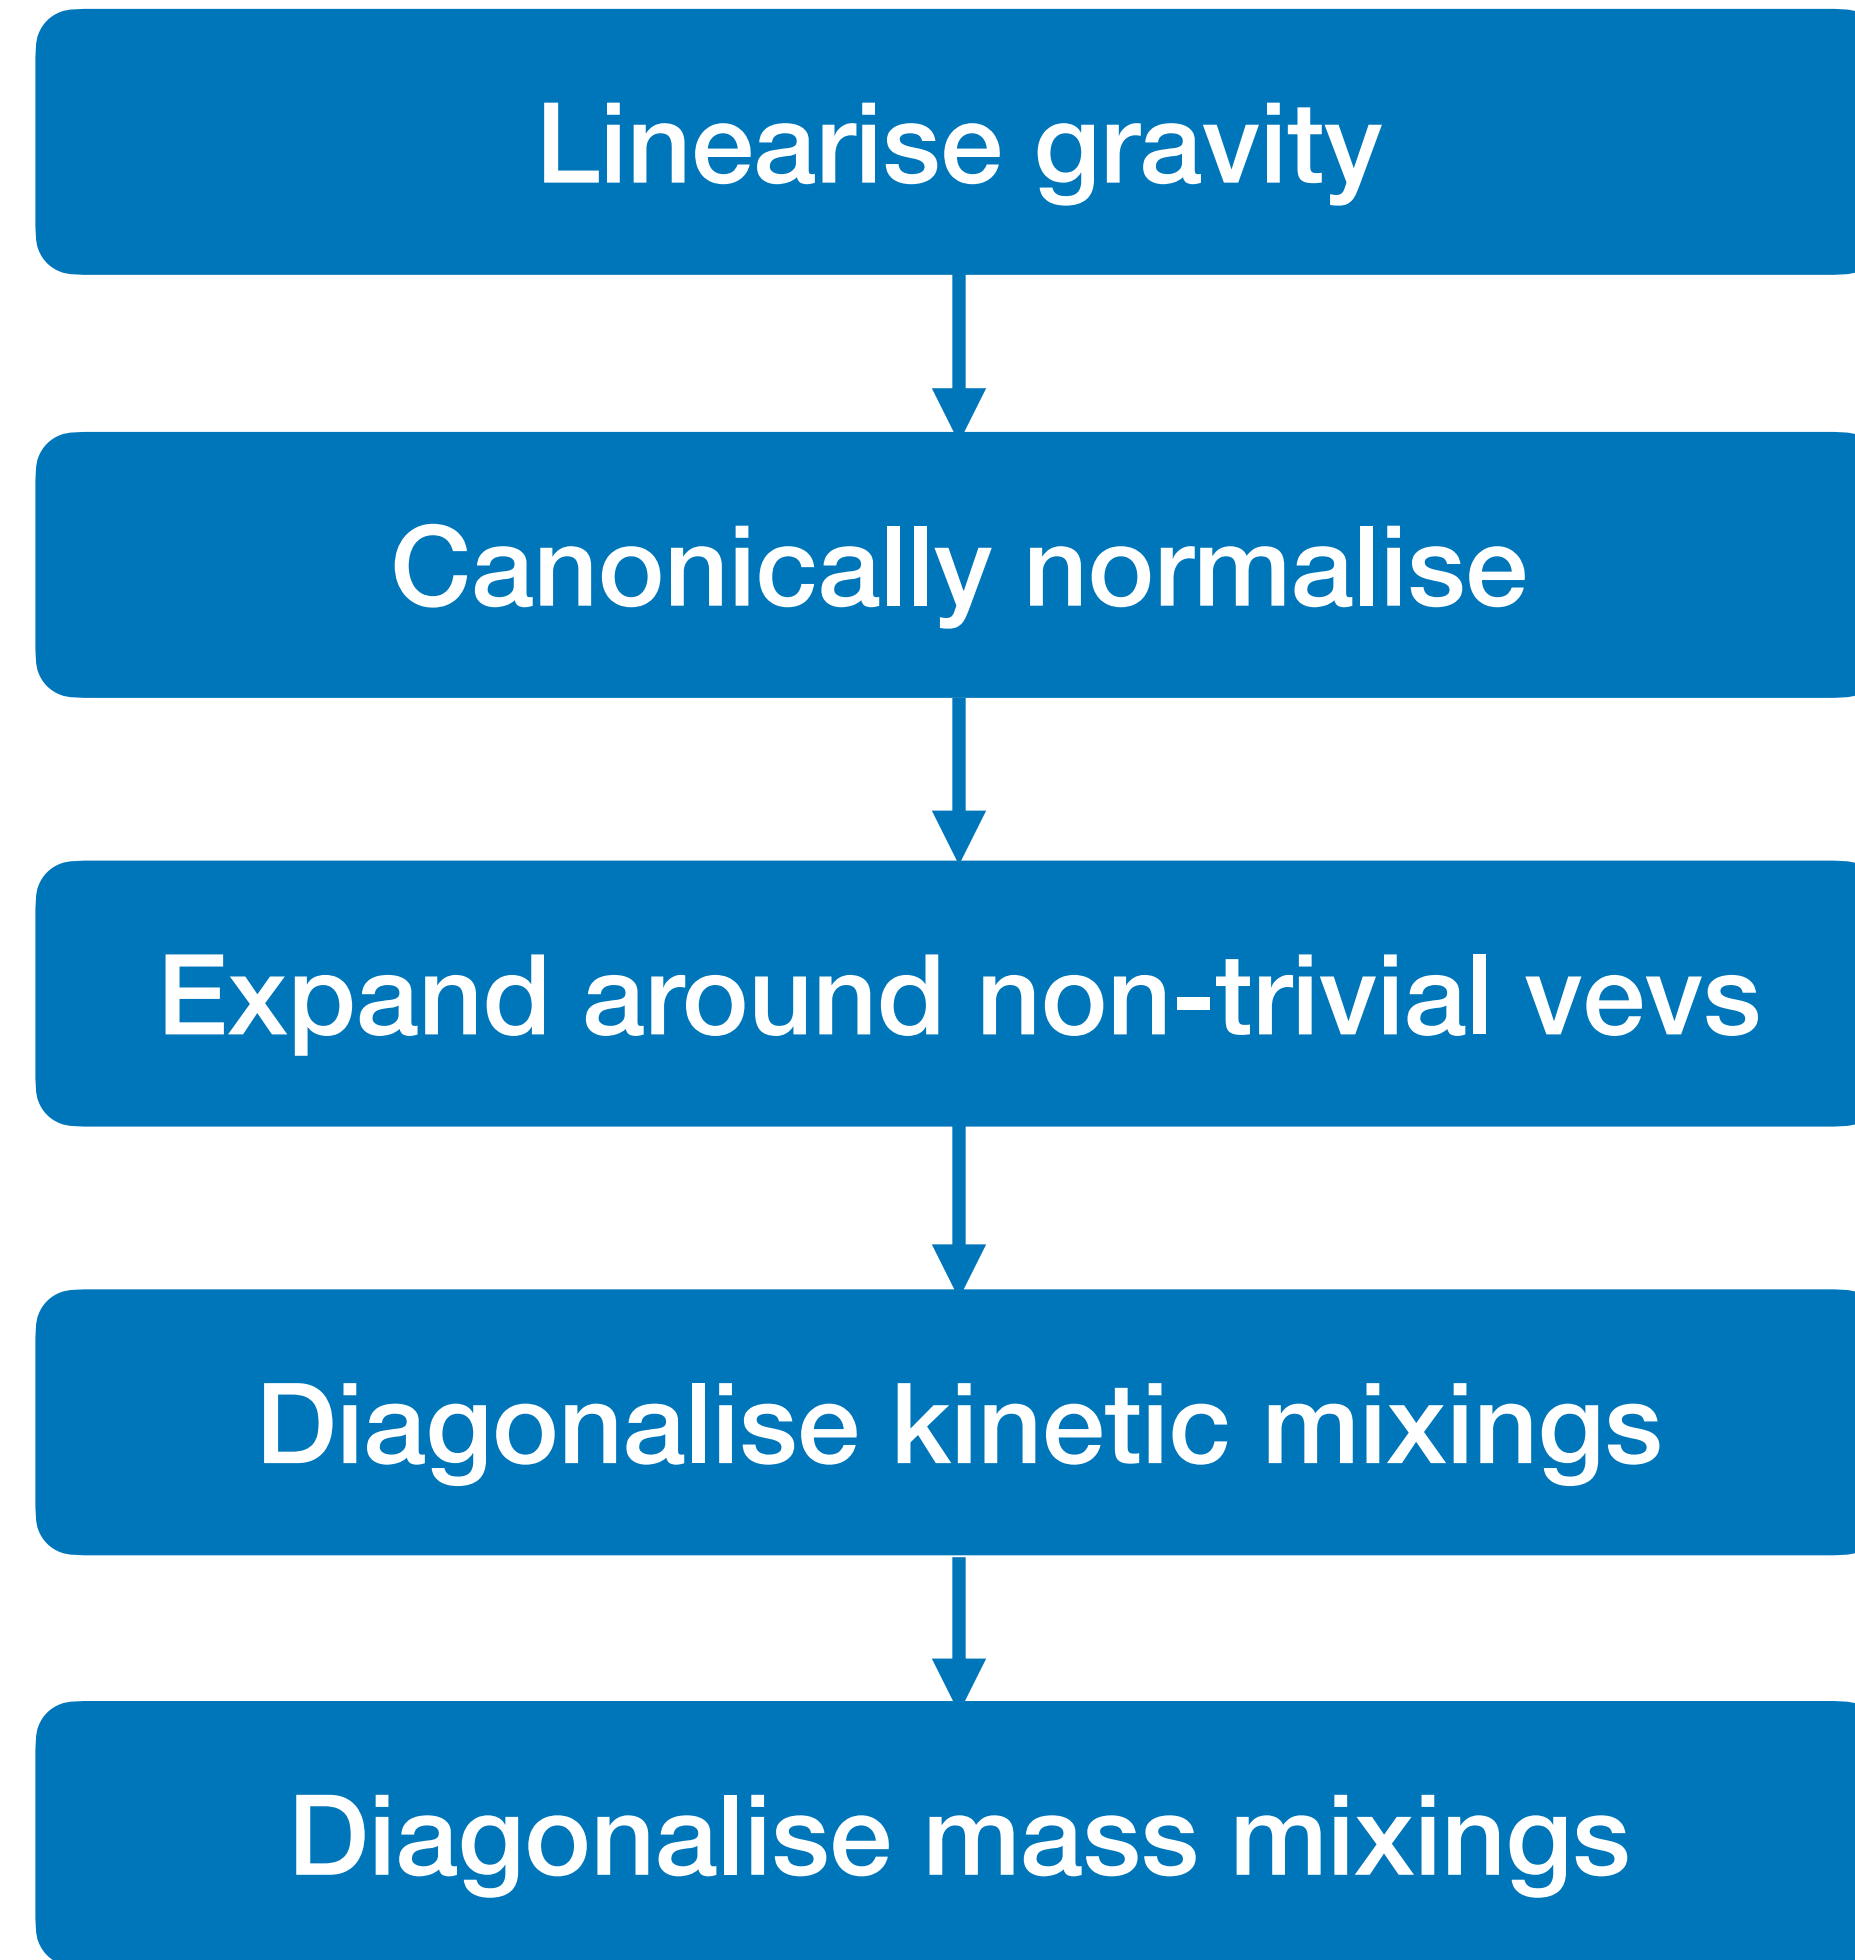 Linearise gravity
Canonically normalise
Expand around non-trivial vevs
Diagonalise kinetic mixings
Diagonalise mass mixings